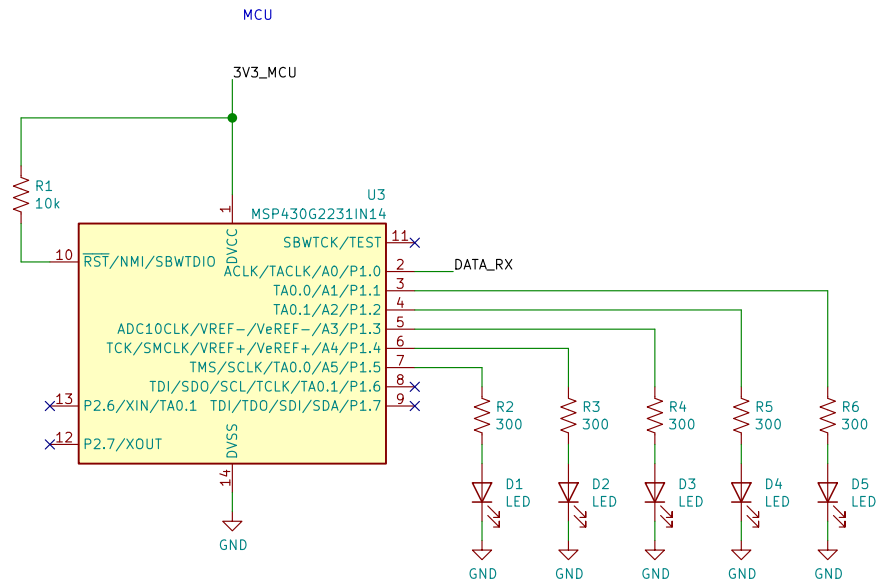 MCU
3V3_MCU
R1
10k
U3
MSP430G2231IN14
1
DVCC
10
RST/NMI/SBWTDIO
SBWTCK/TEST
11
ACLK/TACLK/A0/P1.0
2
DATA_RX
TA0.0/A1/P1.1
3
TA0.1/A2/P1.2
4
ADC10CLK/VREF-/VeREF-/A3/P1.3
5
TCK/SMCLK/VREF+/VeREF+/A4/P1.4
6
TMS/SCLK/TA0.0/A5/P1.5
7
TDI/SDO/SCL/TCLK/TA0.1/P1.6
8
13
P2.6/XIN/TA0.1
TDI/TDO/SDI/SDA/P1.7
9
12
P2.7/XOUT
DVSS
14
GND
R2
300
R3
300
R4
300
R5
300
R6
300
D1
LED
D2
LED
D3
LED
D4
LED
D5
LED
GND
GND
GND
GND
GND